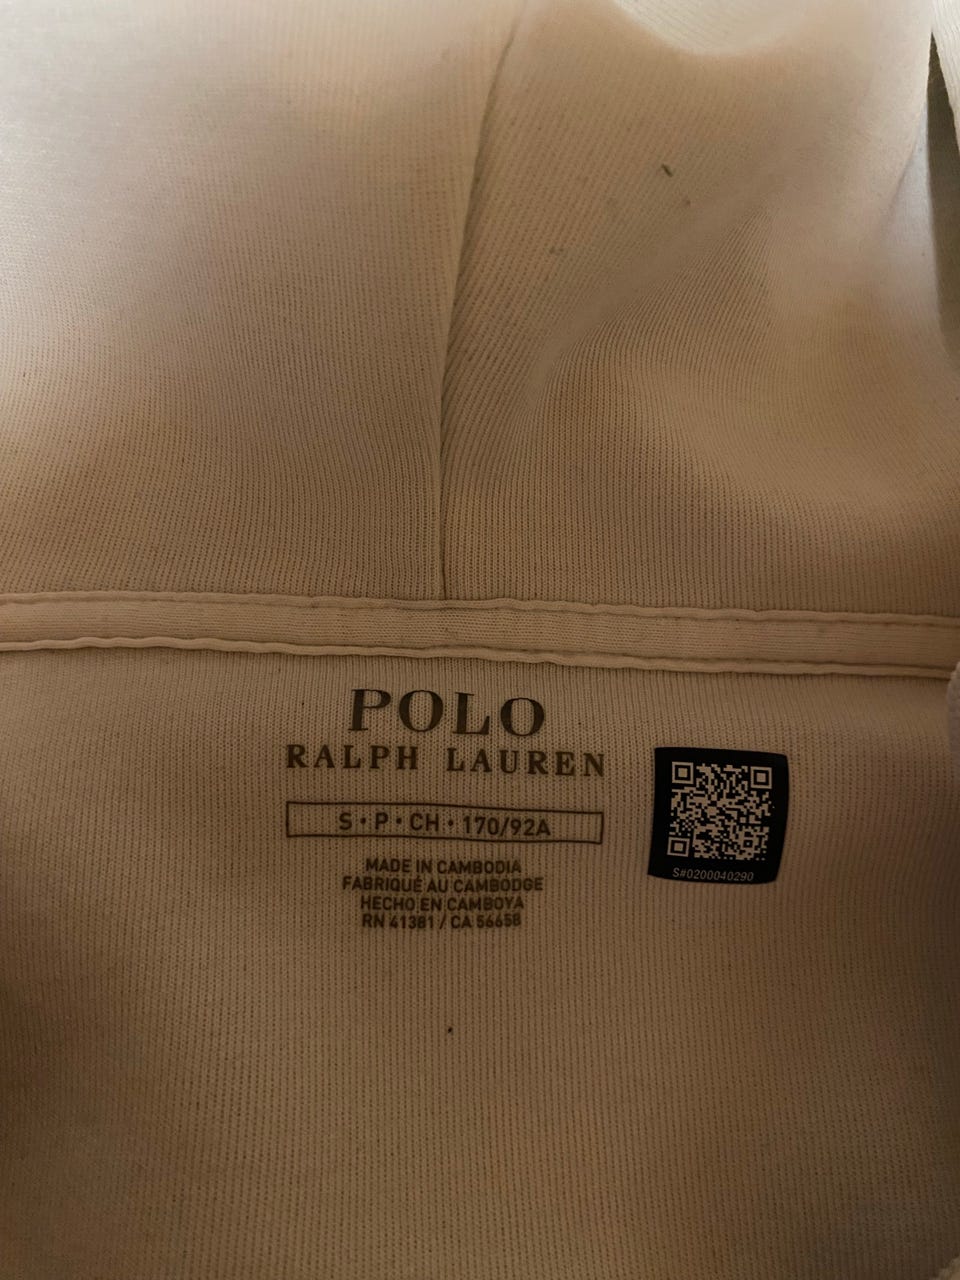 POLO
RALPH LAUREN
S • P • CH • 170/92A
MADE IN CAMBODIA
FABRIQUÉ AU CAMBODGE
HECHO EN CAMBOYA
RN 41381 / CA 56658
S#0200040290